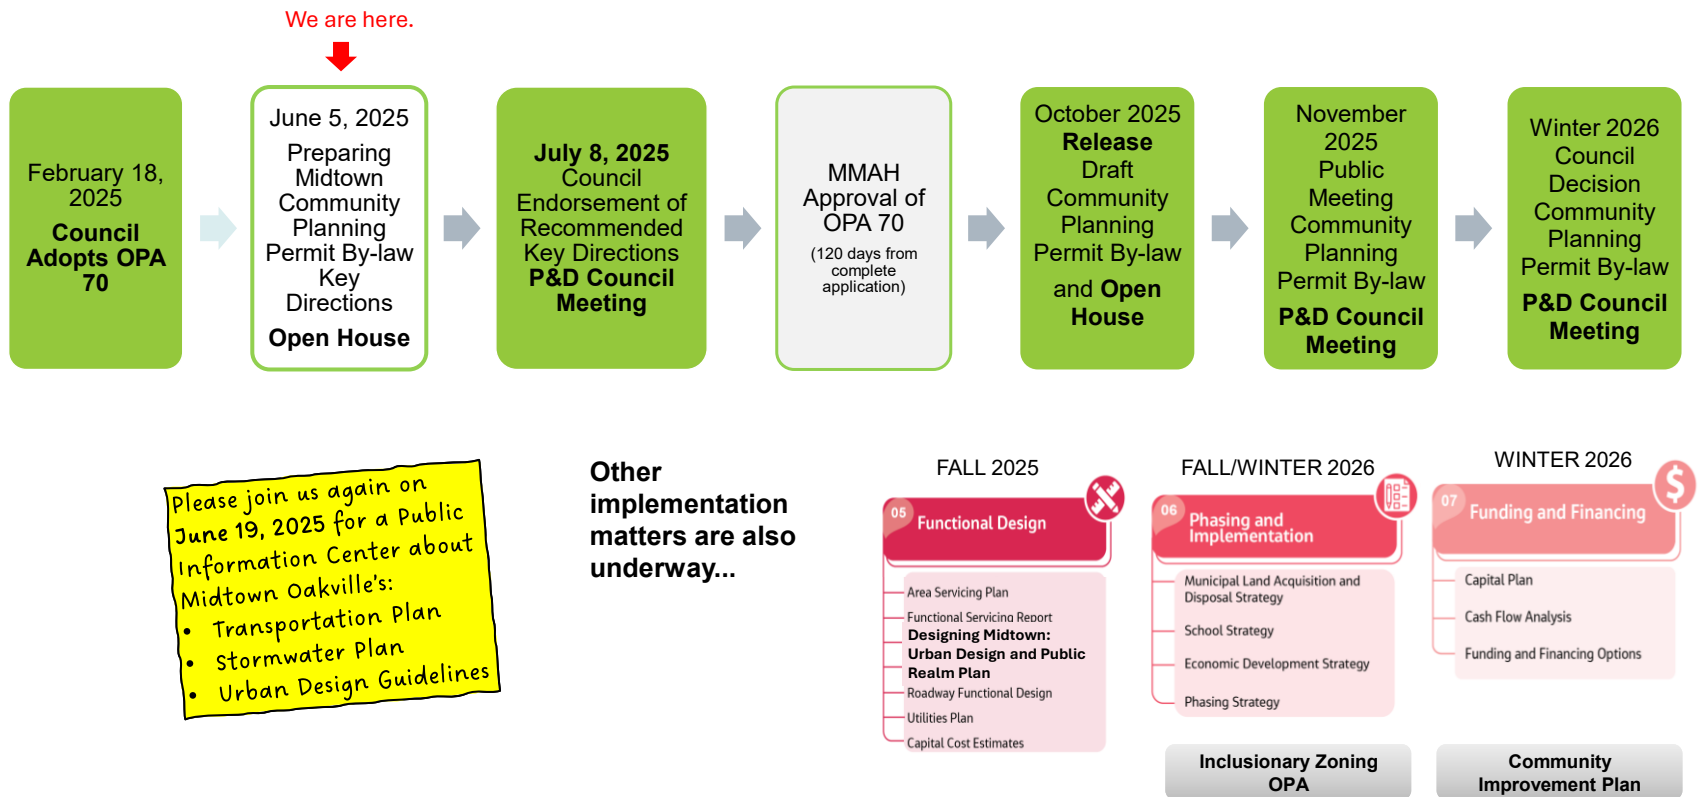 We are here.
February 18,
2025
Council
Adopts OPA
70
June 5, 2025
Preparing
Midtown
Community
Planning
Permit By-law
Key
Directions
Open House
July 8, 2025
Council
Endorsement of
Recommended
Key Directions
P&D Council
Meeting
MMAH
Approval of
OPA 70
(120 days from
complete
application)
October 2025
Release
Draft
Community
Planning
Permit By-law
and Open
House
November
2025
Public
Meeting
Community
Planning
Permit By-law
P&D Council
Meeting
Winter 2026
Council
Decision
Community
Planning
Permit By-law
P&D Council
Meeting
Please join us again on
June 19, 2025 for a Public
Information Center about
Midtown Oakville's:
• Transportation Plan
• Stormwater Plan
• Urban Design Guidelines
Other
implementation
matters are also
underway...
FALL 2025
05 Functional Design
Area Servicing Plan
Functional Servicing Report
Designing Midtown:
Urban Design and Public
Realm Plan
Roadway Functional Design
Utilities Plan
Capital Cost Estimates
FALL/WINTER 2026
06 Phasing and
Implementation
Municipal Land Acquisition and
Disposal Strategy
School Strategy
Economic Development Strategy
Phasing Strategy
Inclusionary Zoning
OPA
WINTER 2026
07 Funding and Financing
$
Capital Plan
Cash Flow Analysis
Funding and Financing Options
Community
Improvement Plan